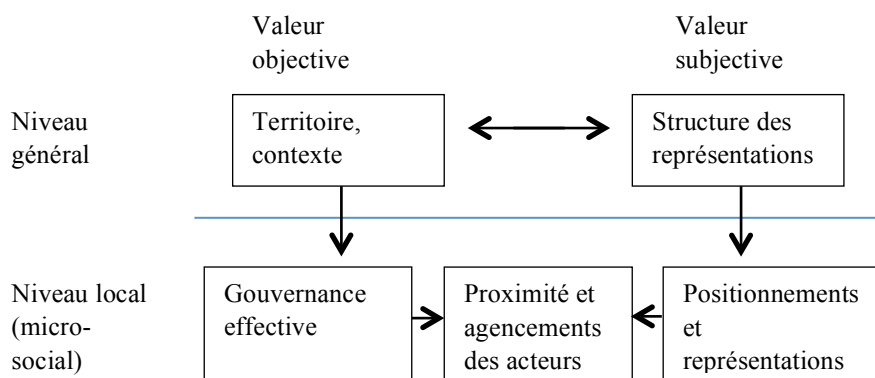 Valeur
objective
Valeur
subjective
Niveau
général
Territoire,
contexte
Structure des
représentations
Niveau local
(micro-
social)
Gouvernance
effective
Proximité et
agencements
des acteurs
Positionnements
et
représentations